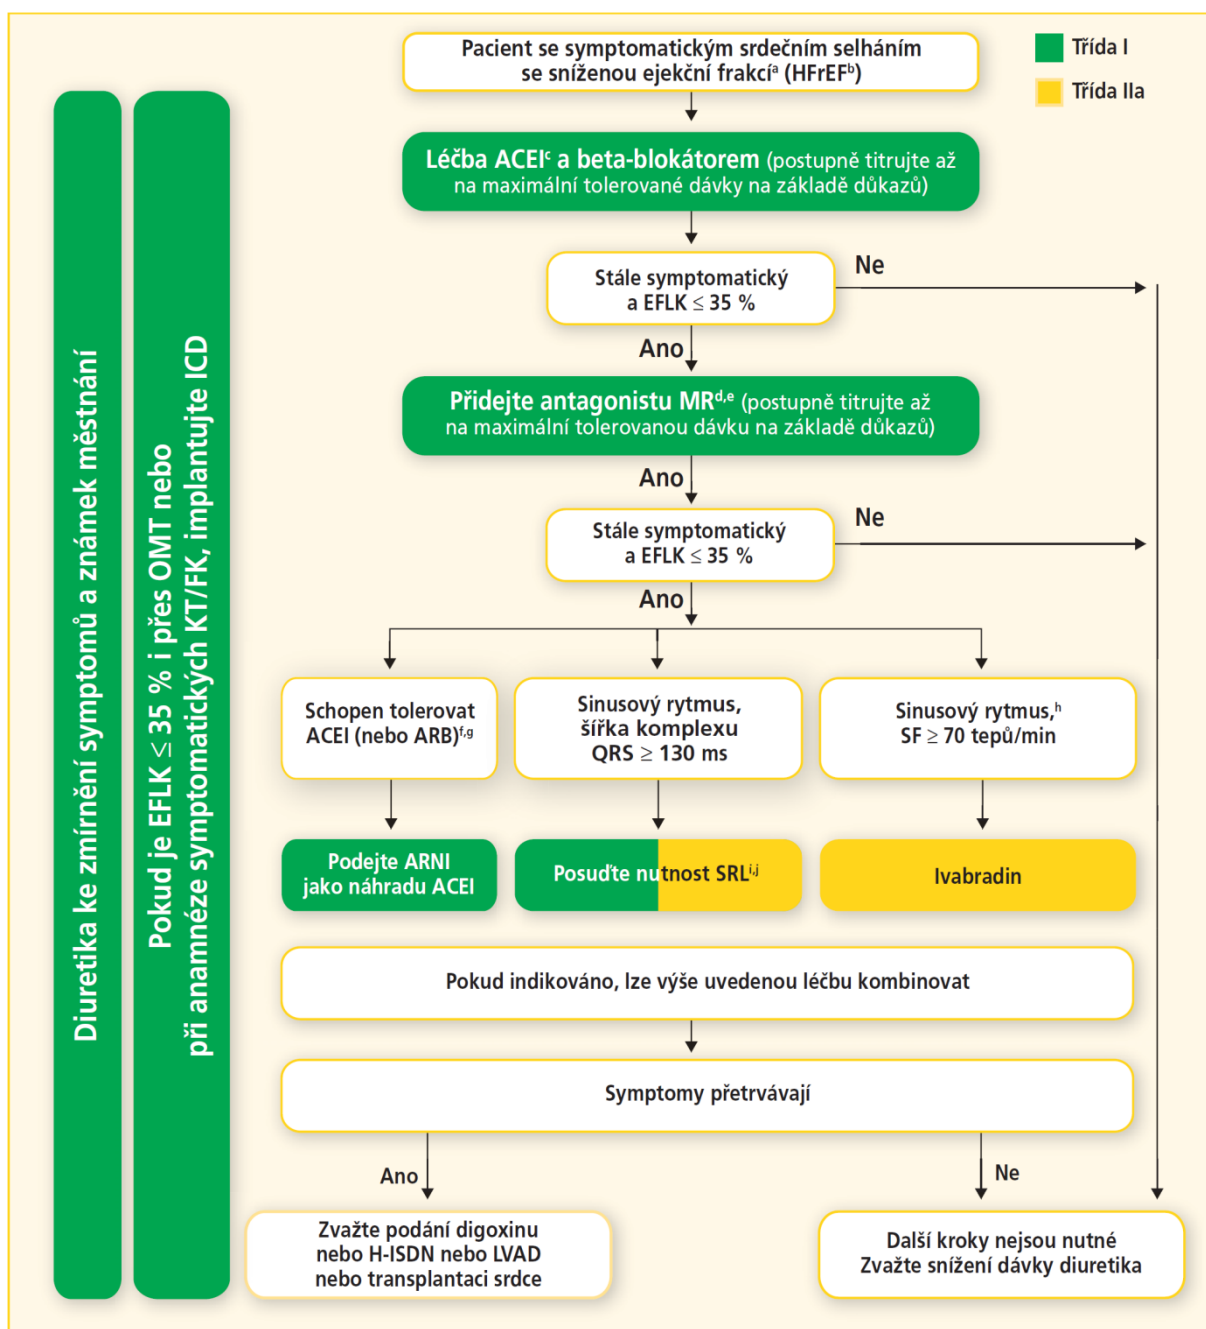 Pacient se symptomatickým srdečním selháním
se sníženou ejekční frakcíᵃ (HFrEFᵇ)
Třída I
Třída IIa
Léčba ACEIᶜ a beta-blokátorem (postupně titrujte až
na maximální tolerované dávky na základě důkazů)
Stále symptomatický
a EFLK ≤ 35 %
Ne
Ano
Přidejte antagonistu MRᵈ,ᵉ (postupně titrujte až
na maximální tolerovanou dávku na základě důkazů)
Ano
Stále symptomatický
a EFLK ≤ 35 %
Ne
Ano
Schopen tolerovat
ACEI (nebo ARB)ᶠ,ᵍ
Sinusový rytmus,
šířka komplexu
QRS ≥ 130 ms
Sinusový rytmus,ʰ
SF ≥ 70 tepů/min
Podejte ARNI
jako náhradu ACEI
Posuďte nutnost SRLⁱ,ʲ
Ivabradin
Pokud indikováno, lze výše uvedenou léčbu kombinovat
Symptomy přetrvávají
Ano
Ne
Zvažte podání digoxinu
nebo H-ISDN nebo LVAD
nebo transplantaci srdce
Další kroky nejsou nutné
Zvažte snížení dávky diuretika
Diuretika ke zmírnění symptomů a známek městnání
Pokud je EFLK ≤ 35 % i přes OMT nebo
při anamnéze symptomatických KT/FK, implantujte ICD